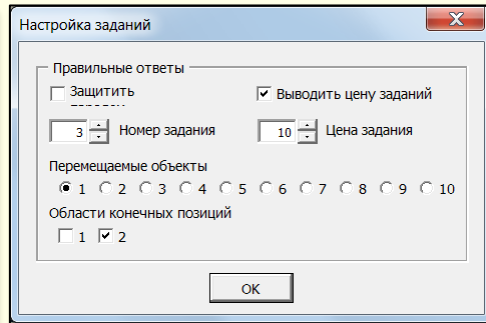 Настройка заданий
Правильные ответы
Защитить
Выводить цену заданий
3 Номер задания
10 Цена задания
Перемещаемые объекты
1 2 3 4 5 6 7 8 9 10
Области конечных позиций
1 2
ОК